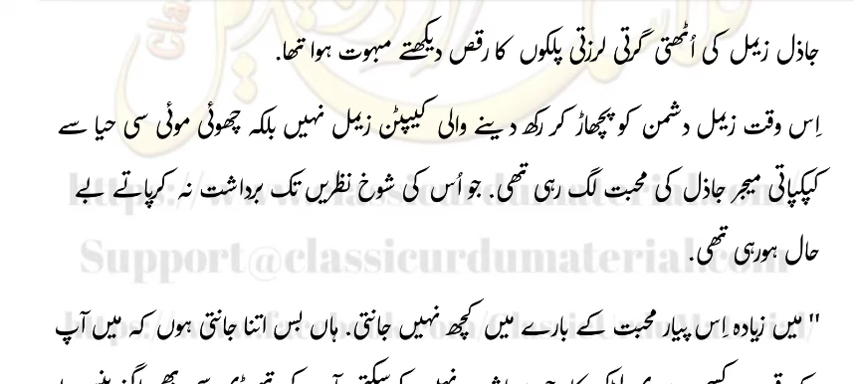 جاذل زیمل کی اُٹھتی گرتی لرزتی پلکوں کا رقص دیکھتے مبہوت ہوا تھا۔
اِس وقت زیمل دشمن کو پچھاڑ کر رکھ دینے والی کیپٹن زیمل نہیں بلکہ چھوئی موئی سی حیا سے
کپکپاتی میجر جاذل کی محبت لگ رہی تھی۔ جو اُس کی شوخ نظریں تک برداشت نہ کرپاتے بے
حال ہورہی تھی۔
"میں زیادہ اِس پیار محبت کے بارے میں کچھ نہیں جانتی۔ ہاں بس اتنا جانتی ہوں کہ میں آپ
Support@classicurdumaterial.com